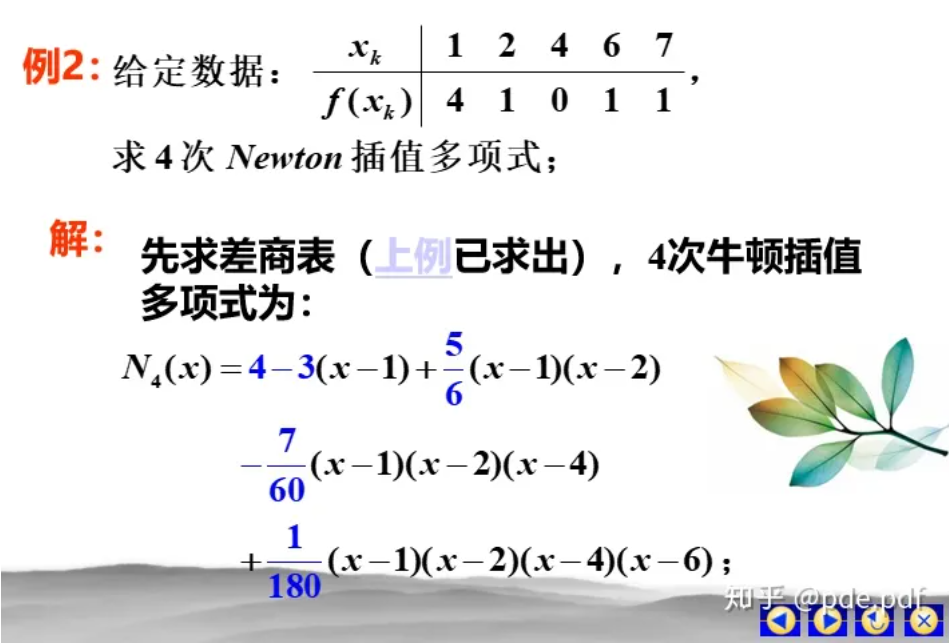 例2：给定数据： x_k 1 2 4 6 7 ，
f(x_k) 4 1 0 1 1
求 4 次 Newton 插值多项式；
解： 先求差商表（上例已求出），4次牛顿插值
多项式为：
N_4(x) = 4 − 3(x−1) + 5/6 (x−1)(x−2)
− 7/60 (x−1)(x−2)(x−4)
+ 1/180 (x−1)(x−2)(x−4)(x−6)；
知乎 @pde.pdf